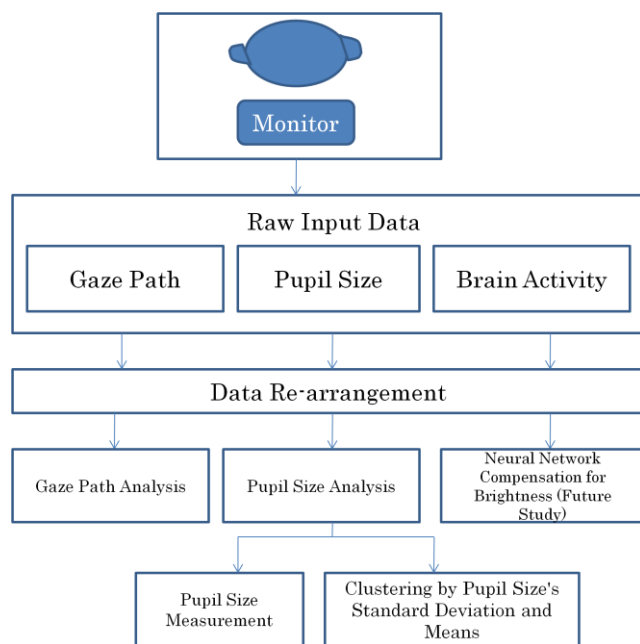 Monitor
Raw Input Data
Gaze Path
Pupil Size
Brain Activity
Data Re-arrangement
Gaze Path Analysis
Pupil Size Analysis
Neural Network
Compensation for
Brightness (Future
Study)
Pupil Size
Measurement
Clustering by Pupil Size's
Standard Deviation and
Means